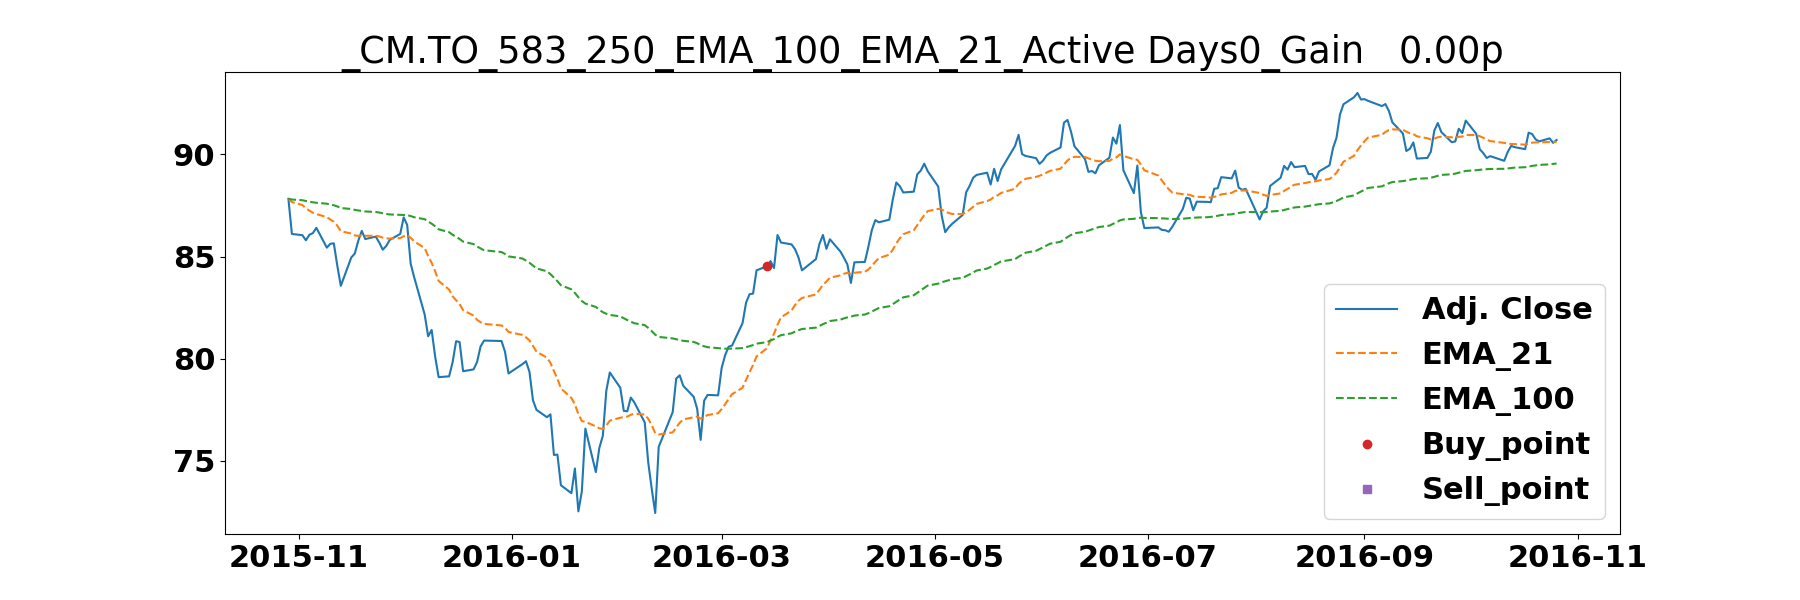 _CM.TO_583_250_EMA_100_EMA_21_Active Days0_Gain   0.00p
90
85
80
75
Adj. Close
EMA_21
EMA_100
Buy_point
Sell_point
2015-11 2016-01 2016-03 2016-05 2016-07 2016-09 2016-11